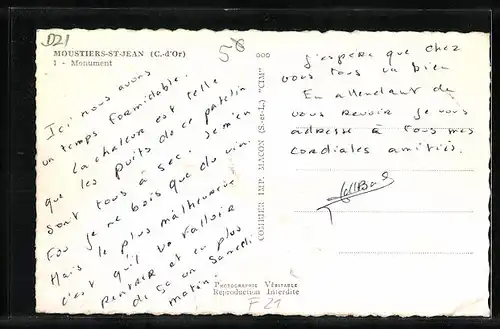 D21
MOUSTIERS-ST-JEAN (C.-d'Or)
1 - Monument
56
Ici nous avons
un temps formidable.
La chaleur est telle
que les puits de ce patelin
sont tous à sec. Je m'en
fou je ne bois que du vin.
Mais le plus malheureux
c'est qu'il va falloir
rentrer et en plus
de ça un Samedi
matin.
COMBIER IMP. MACON (S.-et-L.) "CIM"
J'espère que chez
vous tous va bien
En attendant de
vous revoir je vous
adresse à tous mes
cordiales amitiés.
PHOTOGRAPHIE VÉRITABLE
Reproduction Interdite
F 21